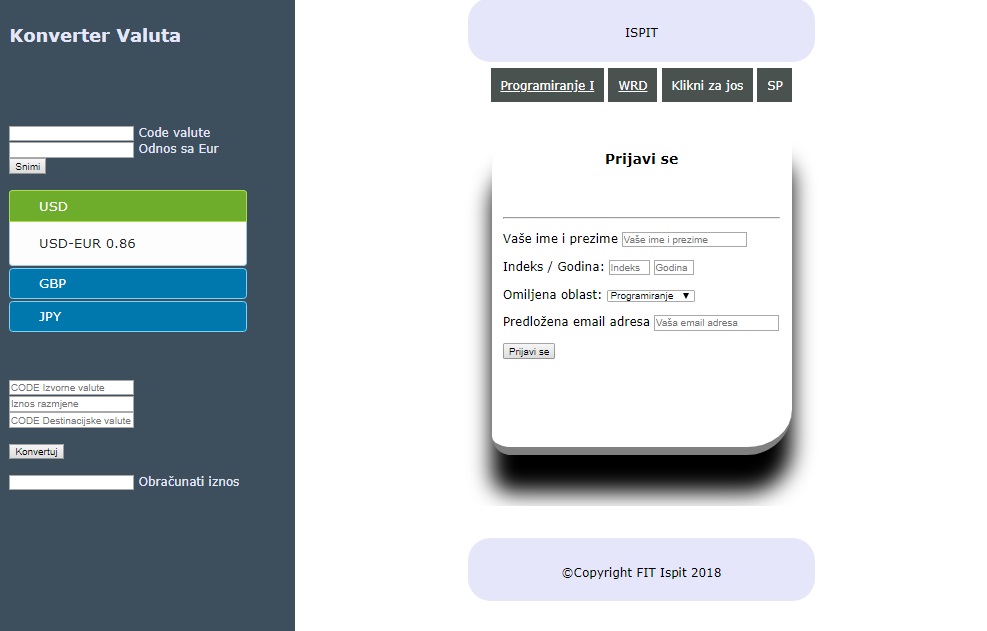 Konverter Valuta
Code valute
Odnos sa Eur
Snimi
USD
USD-EUR 0.86
GBP
JPY
CODE Izvorne valute
Iznos razmjene
CODE Destinacijske valute
Konvertuj
Obračunati iznos
ISPIT
Programiranje I WRD Klikni za jos SP
Prijavi se
Vaše ime i prezime Vaše ime i prezime
Indeks / Godina: Indeks Godina
Omiljena oblast: Programiranje ▼
Predložena email adresa Vaša email adresa
Prijavi se
©Copyright FIT Ispit 2018